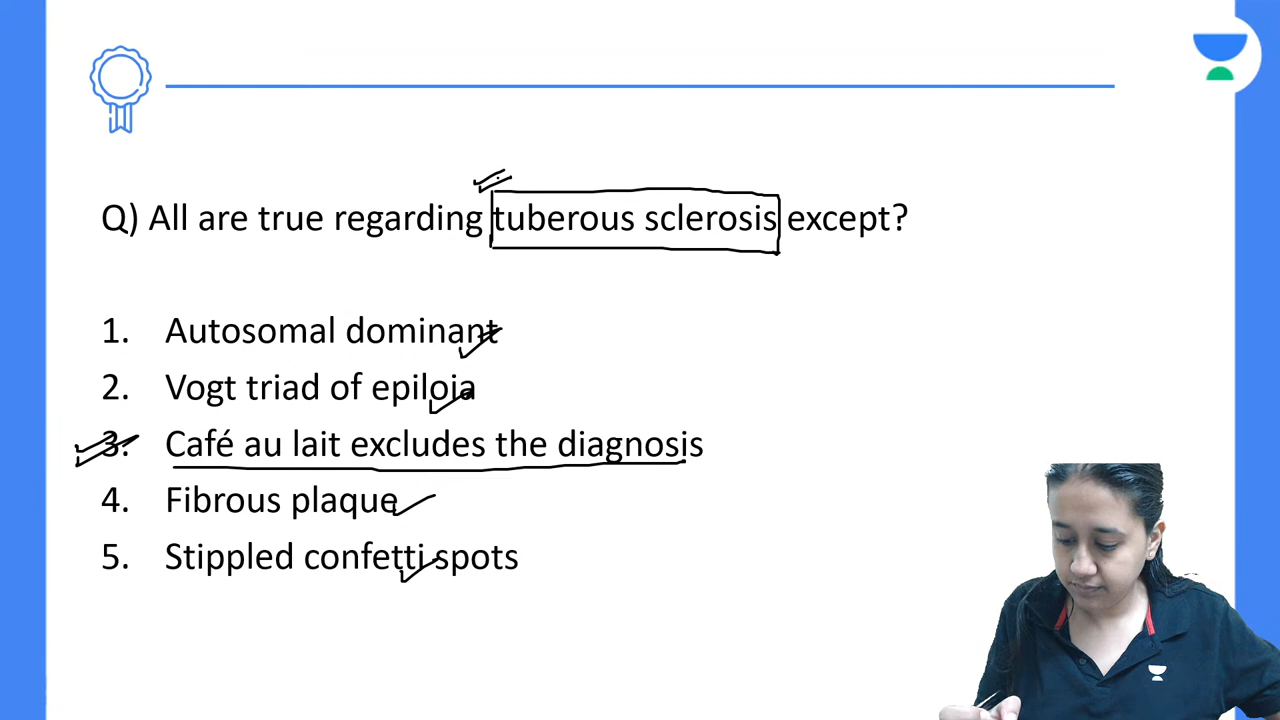 Q) All are true regarding tuberous sclerosis except?
1. Autosomal dominant
2. Vogt triad of epiloia
3. Café au lait excludes the diagnosis
4. Fibrous plaque
5. Stippled confetti spots